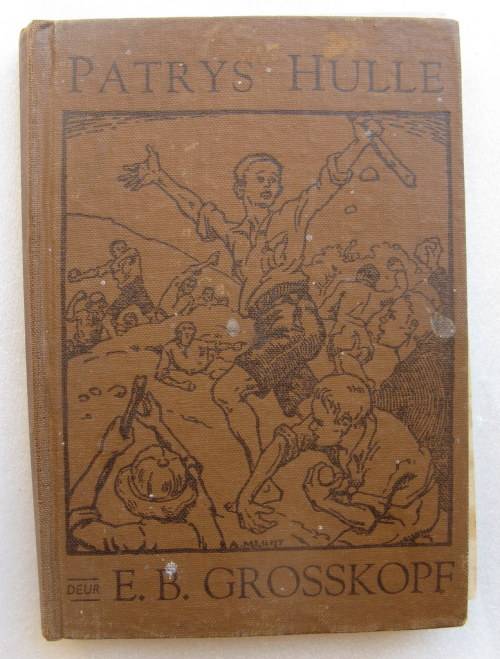 PATRYS HULLE
DEUR E. B. GROSSKOPF